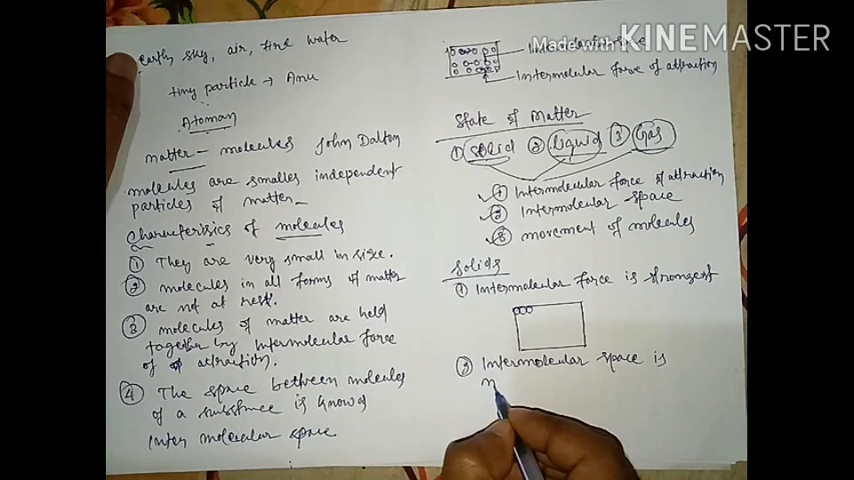 earth, sky, air, fire water
tiny particle → Anu
Atoman
matter - molecules John Dalton
molecules are smalles independent
particles of matter -
Characterisics of molecules
① They are very small in size.
② molecules in all forms of matter
are not at rest.
③ molecules of matter are held
together by intermolecular force
of attraction.
④ The space between molecules
of a is know of
Inter molecular space.
Made with KINEMASTER
Intermolecular force of attraction
State of Matter
① solid ② liquid ③ Gas
① Intermolecular force of attraction
② Intermolecular space
③ movement of molecules
Solids
① Intermolecular force is strongest
② Intermolecular space is